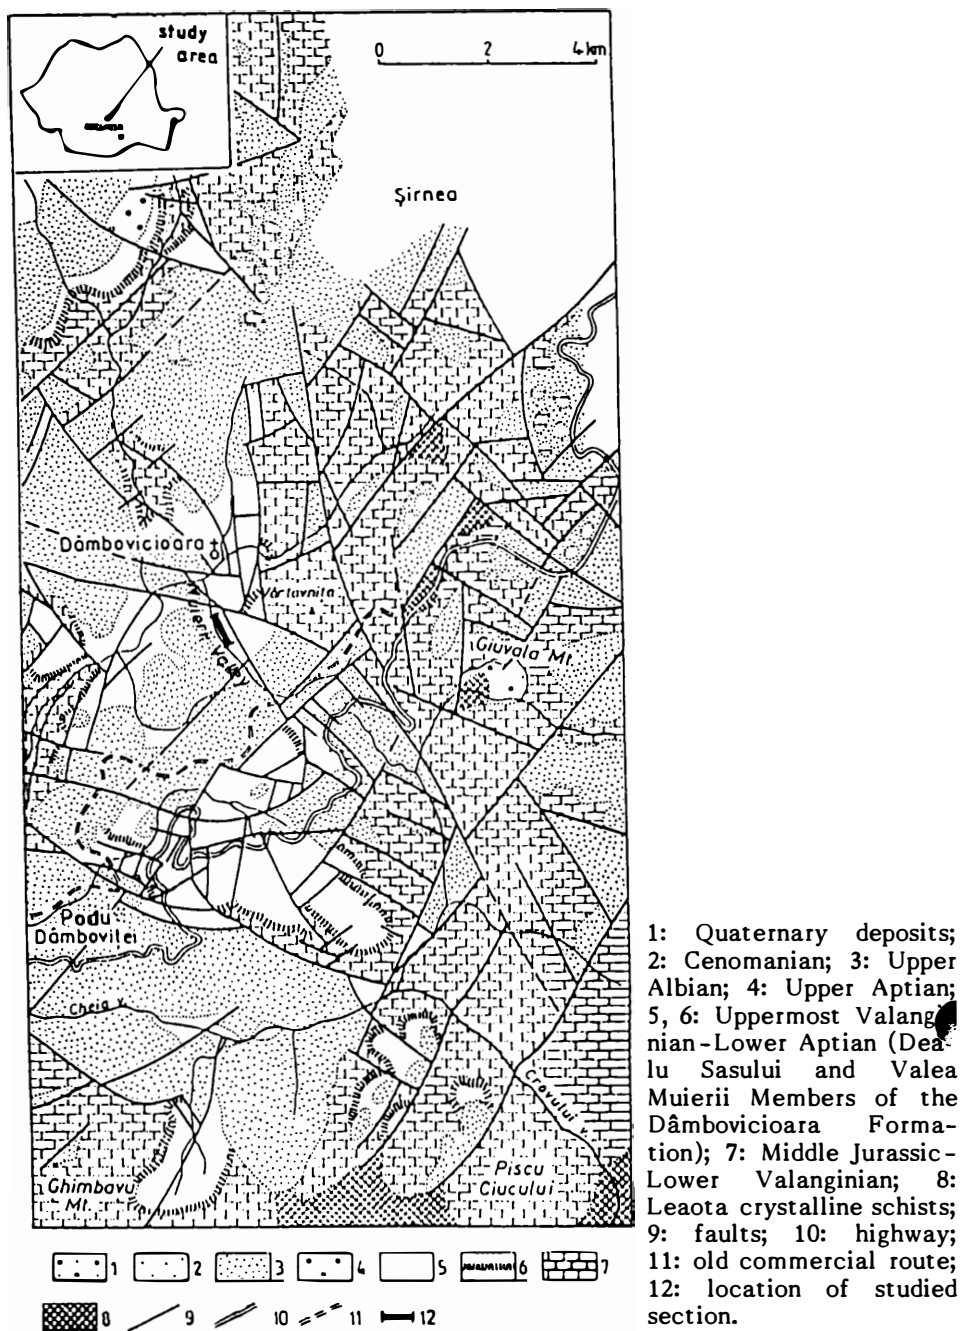 study
area
0 2 4 km
Şirnea
Dâmbovicioara
Vârtavnita
Muierii Valley
Giuvala Mt.
Podu
Dâmboviţei
Cheia v.
Crovului v.
Ghimbavu
Mt.
Piscu
Ciucului
1 2 3 4 5 6 7
8 9 10 11 12
1: Quaternary deposits;
2: Cenomanian; 3: Upper
Albian; 4: Upper Aptian;
5, 6: Uppermost Valangi-
nian-Lower Aptian (Dea-
lu Sasului and Valea
Muierii Members of the
Dâmbovicioara Forma-
tion); 7: Middle Jurassic-
Lower Valanginian; 8:
Leaota crystalline schists;
9: faults; 10: highway;
11: old commercial route;
12: location of studied
section.